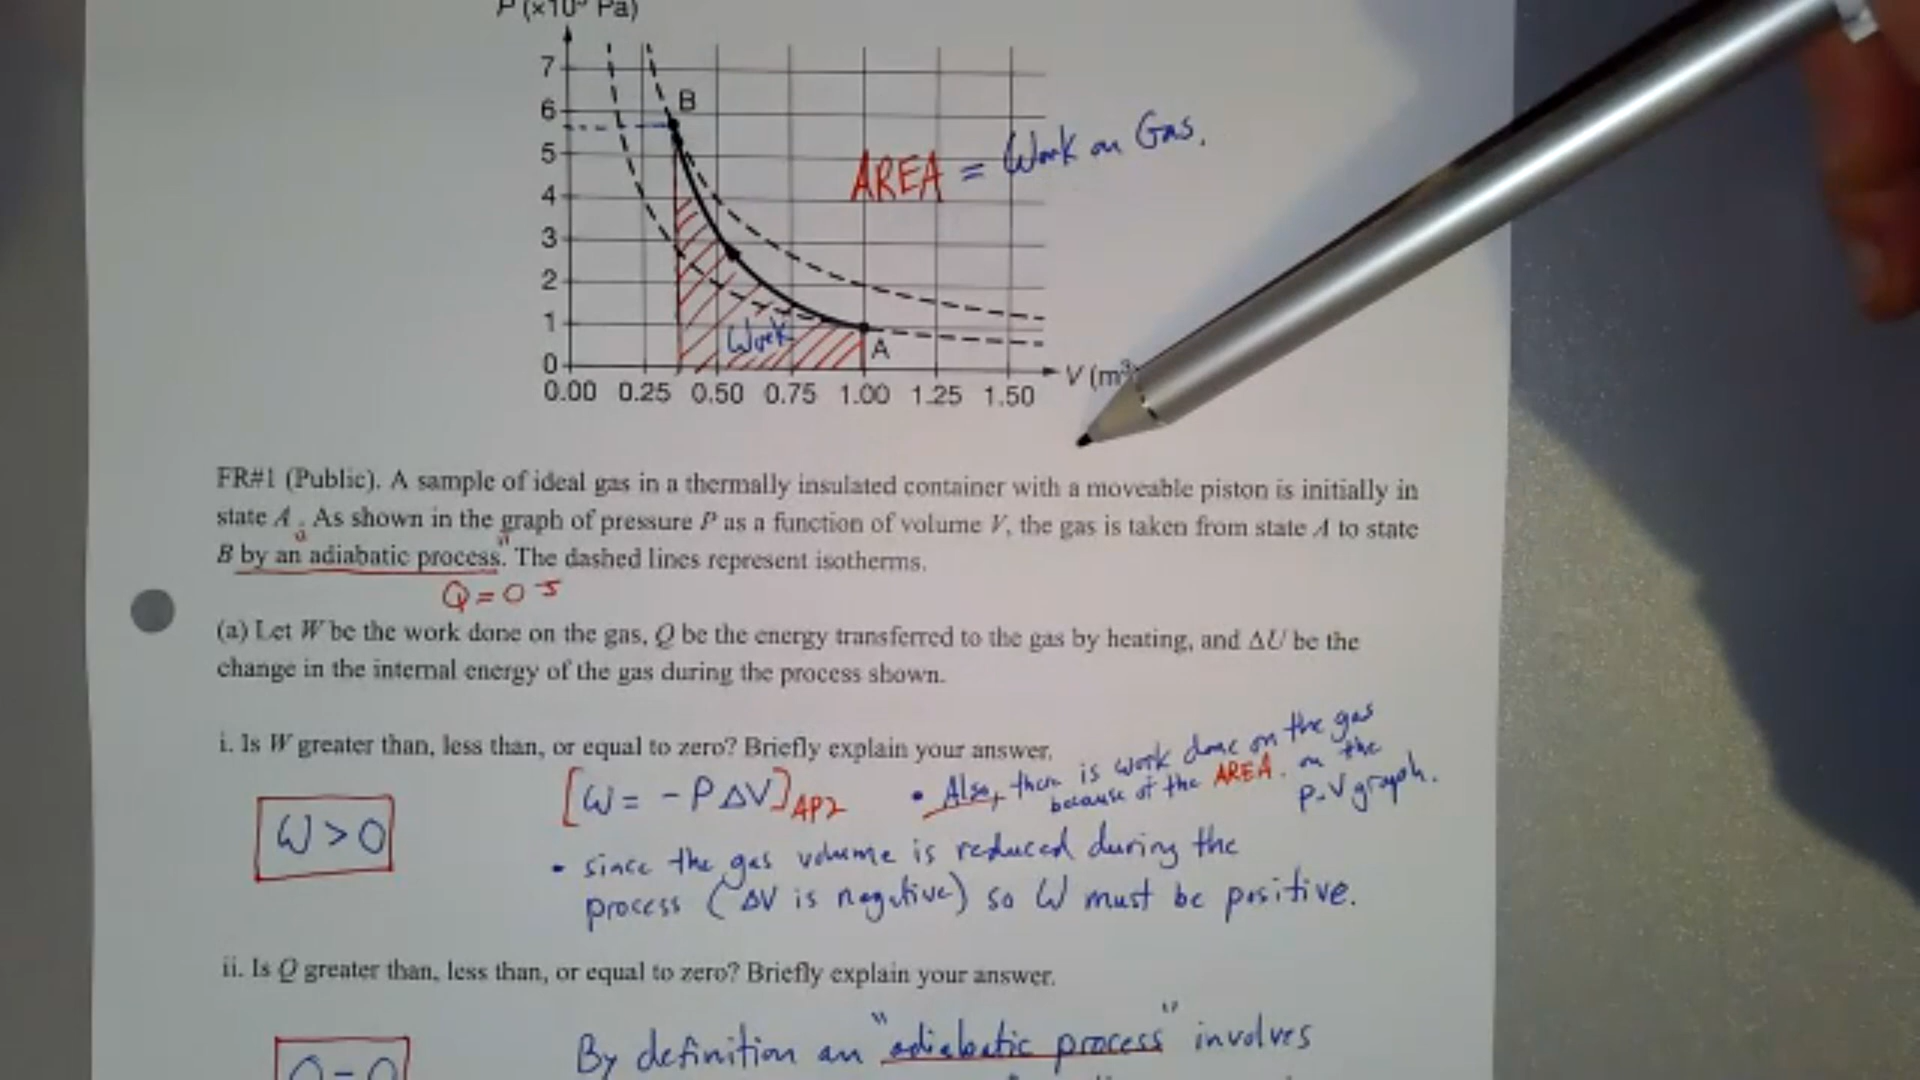 P (×10⁵ Pa)
7
6
B
5
AREA = Work on Gas.
4
3
2
1
Work
A
0
0.00 0.25 0.50 0.75 1.00 1.25 1.50
V (m³
FR#1 (Public). A sample of ideal gas in a thermally insulated container with a moveable piston is initially in
state A. As shown in the graph of pressure P as a function of volume V, the gas is taken from state A to state
B by an adiabatic process. The dashed lines represent isotherms.
Q = 0 J
(a) Let W be the work done on the gas, Q be the energy transferred to the gas by heating, and ΔU be the
change in the internal energy of the gas during the process shown.
i. Is W greater than, less than, or equal to zero? Briefly explain your answer.
W > 0
[W = - P ΔV] AP2
• Also, there is work done on the gas
because of the AREA. on the
P-V graph.
• since the gas volume is reduced during the
process (ΔV is negative) so W must be positive.
ii. Is Q greater than, less than, or equal to zero? Briefly explain your answer.
Q = 0
By definition an "adiabatic process" involves